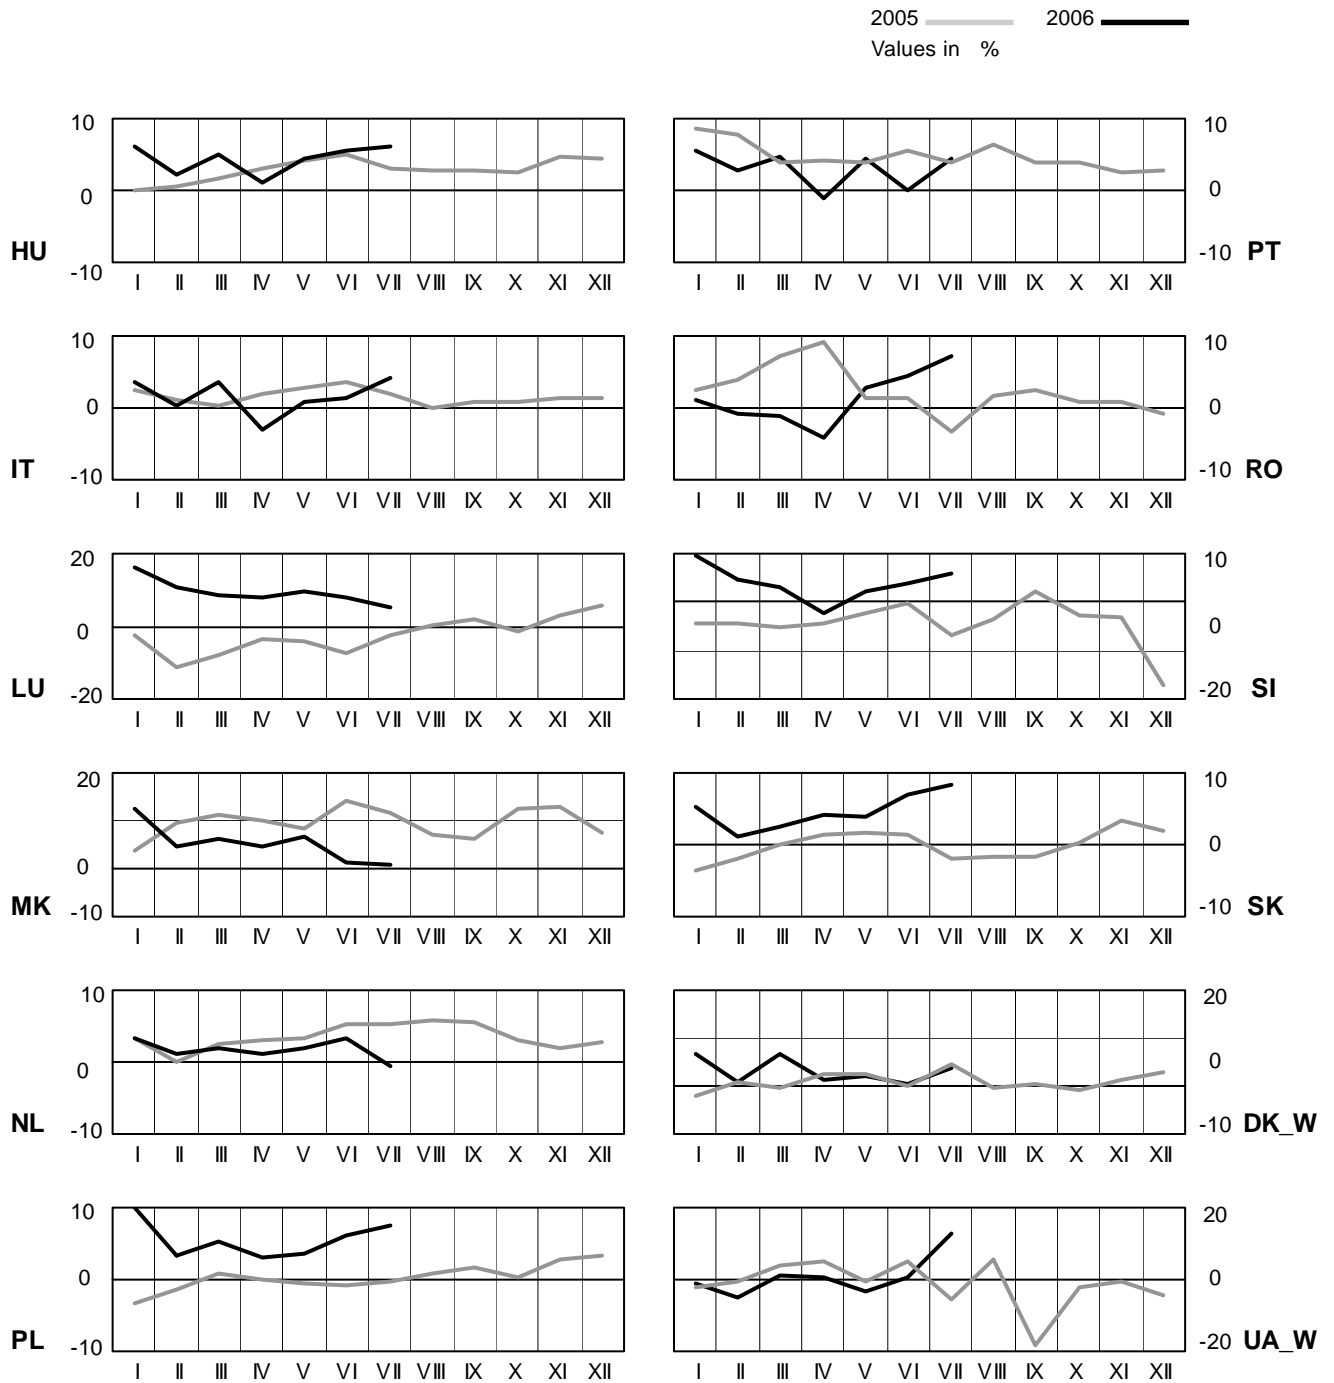 2005 2006
Values in %
10
0
HU
-10
I II III IV V VI VII VIII IX X XI XII
10
0
-10 PT
I II III IV V VI VII VIII IX X XI XII
10
0
IT
-10
I II III IV V VI VII VIII IX X XI XII
10
0
-10 RO
I II III IV V VI VII VIII IX X XI XII
20
0
LU
-20
I II III IV V VI VII VIII IX X XI XII
10
0
-20 SI
I II III IV V VI VII VIII IX X XI XII
20
0
MK -10
I II III IV V VI VII VIII IX X XI XII
10
0
-10 SK
I II III IV V VI VII VIII IX X XI XII
10
0
NL -10
I II III IV V VI VII VIII IX X XI XII
20
0
-10 DK_W
I II III IV V VI VII VIII IX X XI XII
10
0
PL -10
I II III IV V VI VII VIII IX X XI XII
20
0
-20 UA_W
I II III IV V VI VII VIII IX X XI XII